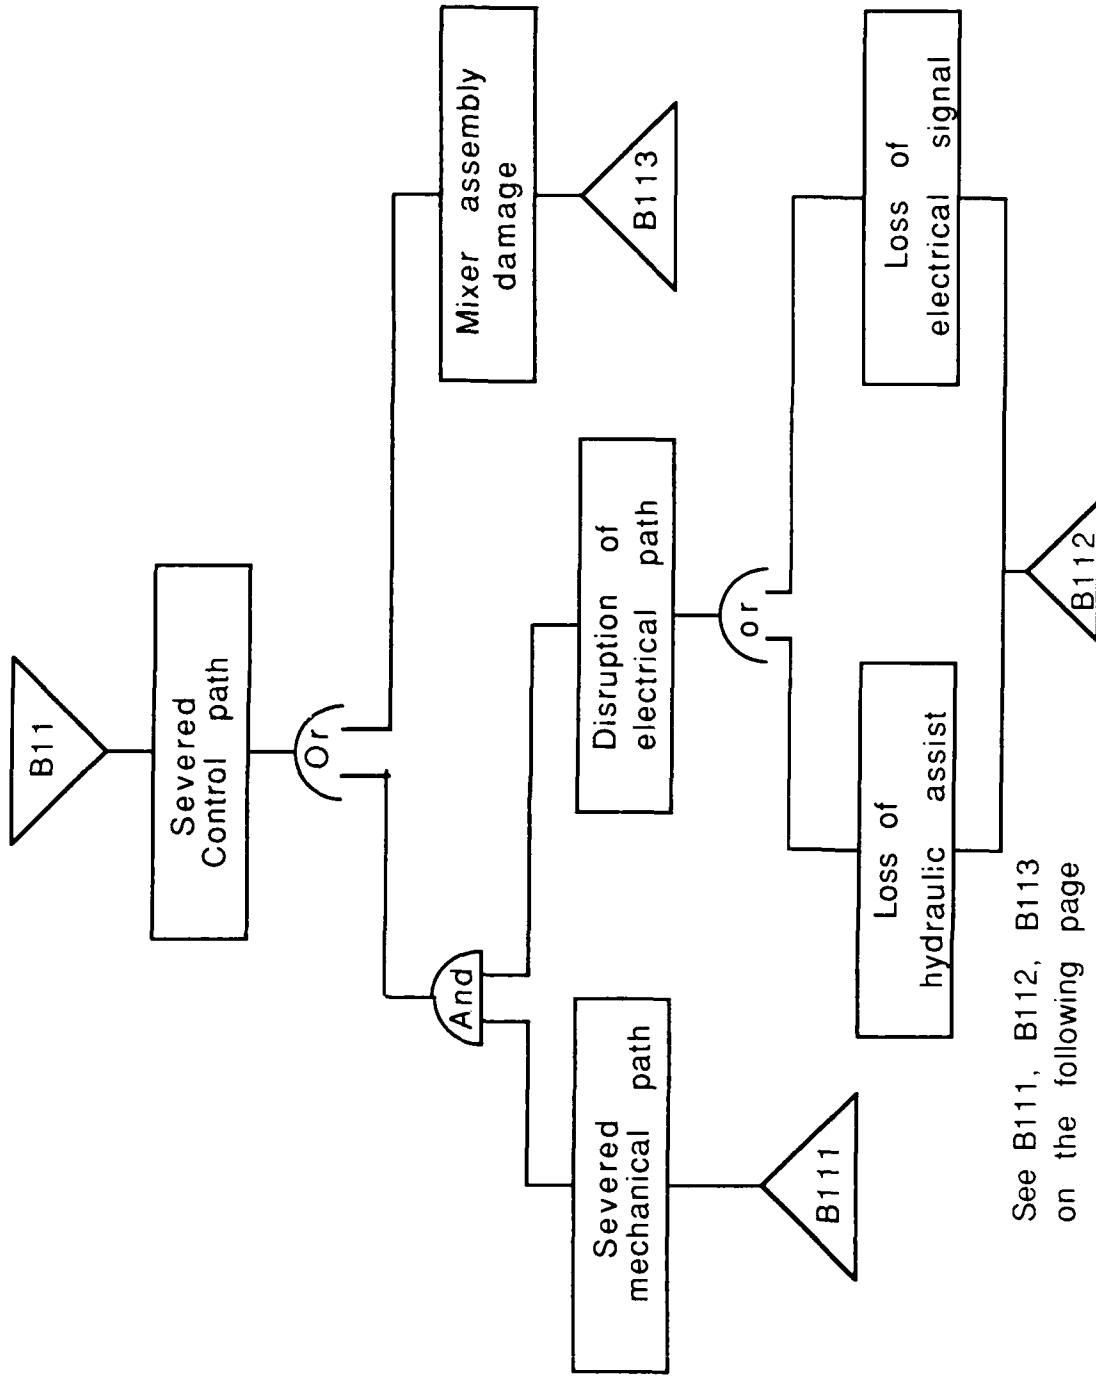 B11
Severed
Control path
Or
And
Mixer assembly
damage
B113
Severed
mechanical path
B111
Disruption of
electrical path
or
Loss of
hydraulic assist
Loss of
electrical signal
B112
See B111, B112, B113
on the following page